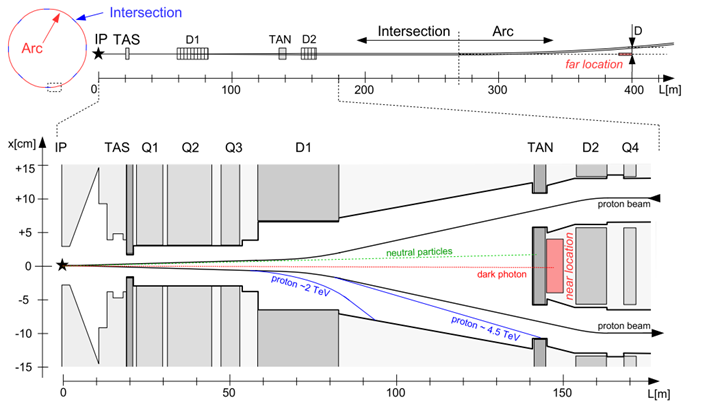 Intersection
Arc
IP TAS D1 TAN D2 Intersection Arc D
far location
0 100 200 300 400 L[m]
x[cm] IP TAS Q1 Q2 Q3 D1 TAN D2 Q4
+15
+10
proton beam
+5
neutral particles
0
dark photon
near location
proton ~2 TeV
-5
proton ~ 4.5 TeV
proton beam
-10
-15
0 50 100 150 L[m]